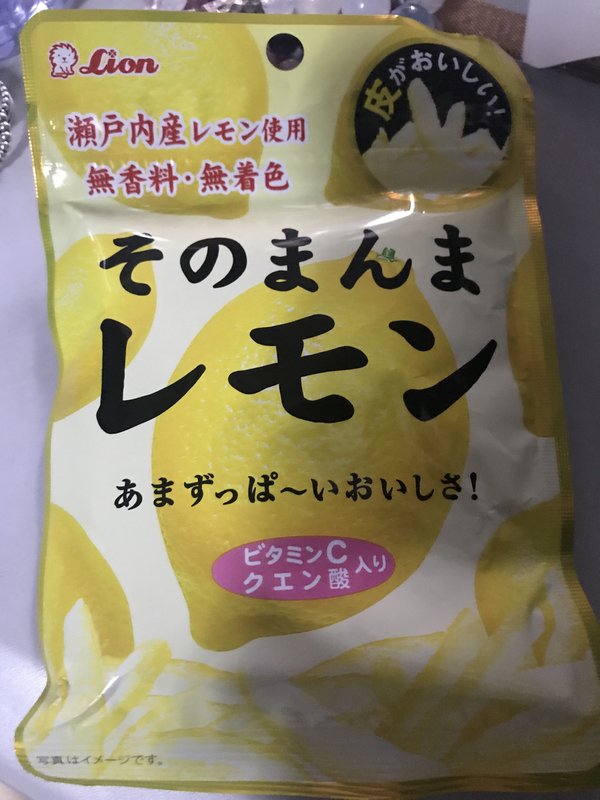 Lion
皮がおいしい!
瀬戸内産レモン使用
無香料・無着色
そのまんま
レモン
あまずっぱ〜いおいしさ!
ビタミンC
クエン酸
入り
写真はイメージです。